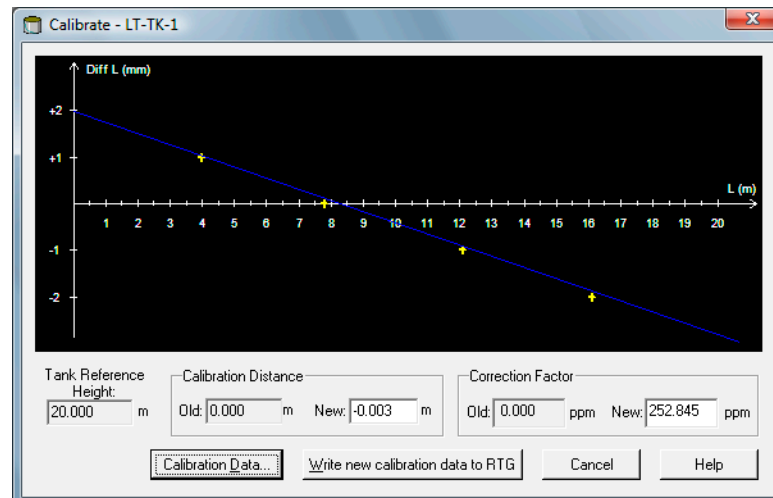 Calibrate - LT-TK-1
Diff L (mm)
+2
+1
L (m)
1 2 3 4 5 6 7 8 9 10 11 12 13 14 15 16 17 18 19 20
-1
-2
Tank Reference
Height:
20.000 m
Calibration Distance
Old: 0.000 m New: -0.003 m
Correction Factor
Old: 0.000 ppm New: 252.845 ppm
Calibration Data...
Write new calibration data to RTG
Cancel
Help